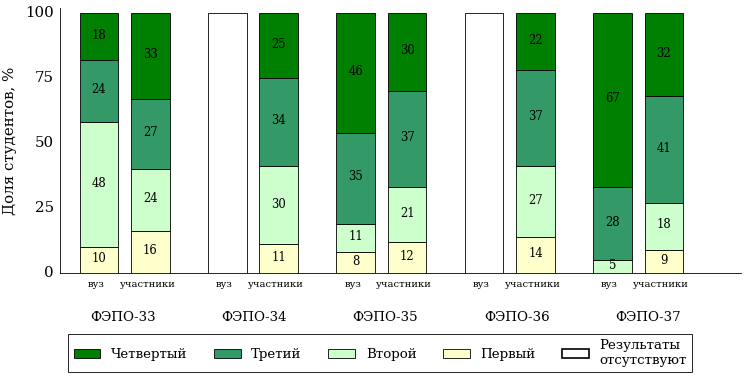 Доля студентов, %
100
75
50
25
0
18 24 48 10
33 27 24 16
25 34 30 11
46 35 11 8
30 37 21 12
22 37 27 14
67 28 5
32 41 18 9
вуз участники вуз участники вуз участники вуз участники вуз участники
ФЭПО-33 ФЭПО-34 ФЭПО-35 ФЭПО-36 ФЭПО-37
Четвертый Третий Второй Первый Результаты
отсутствуют